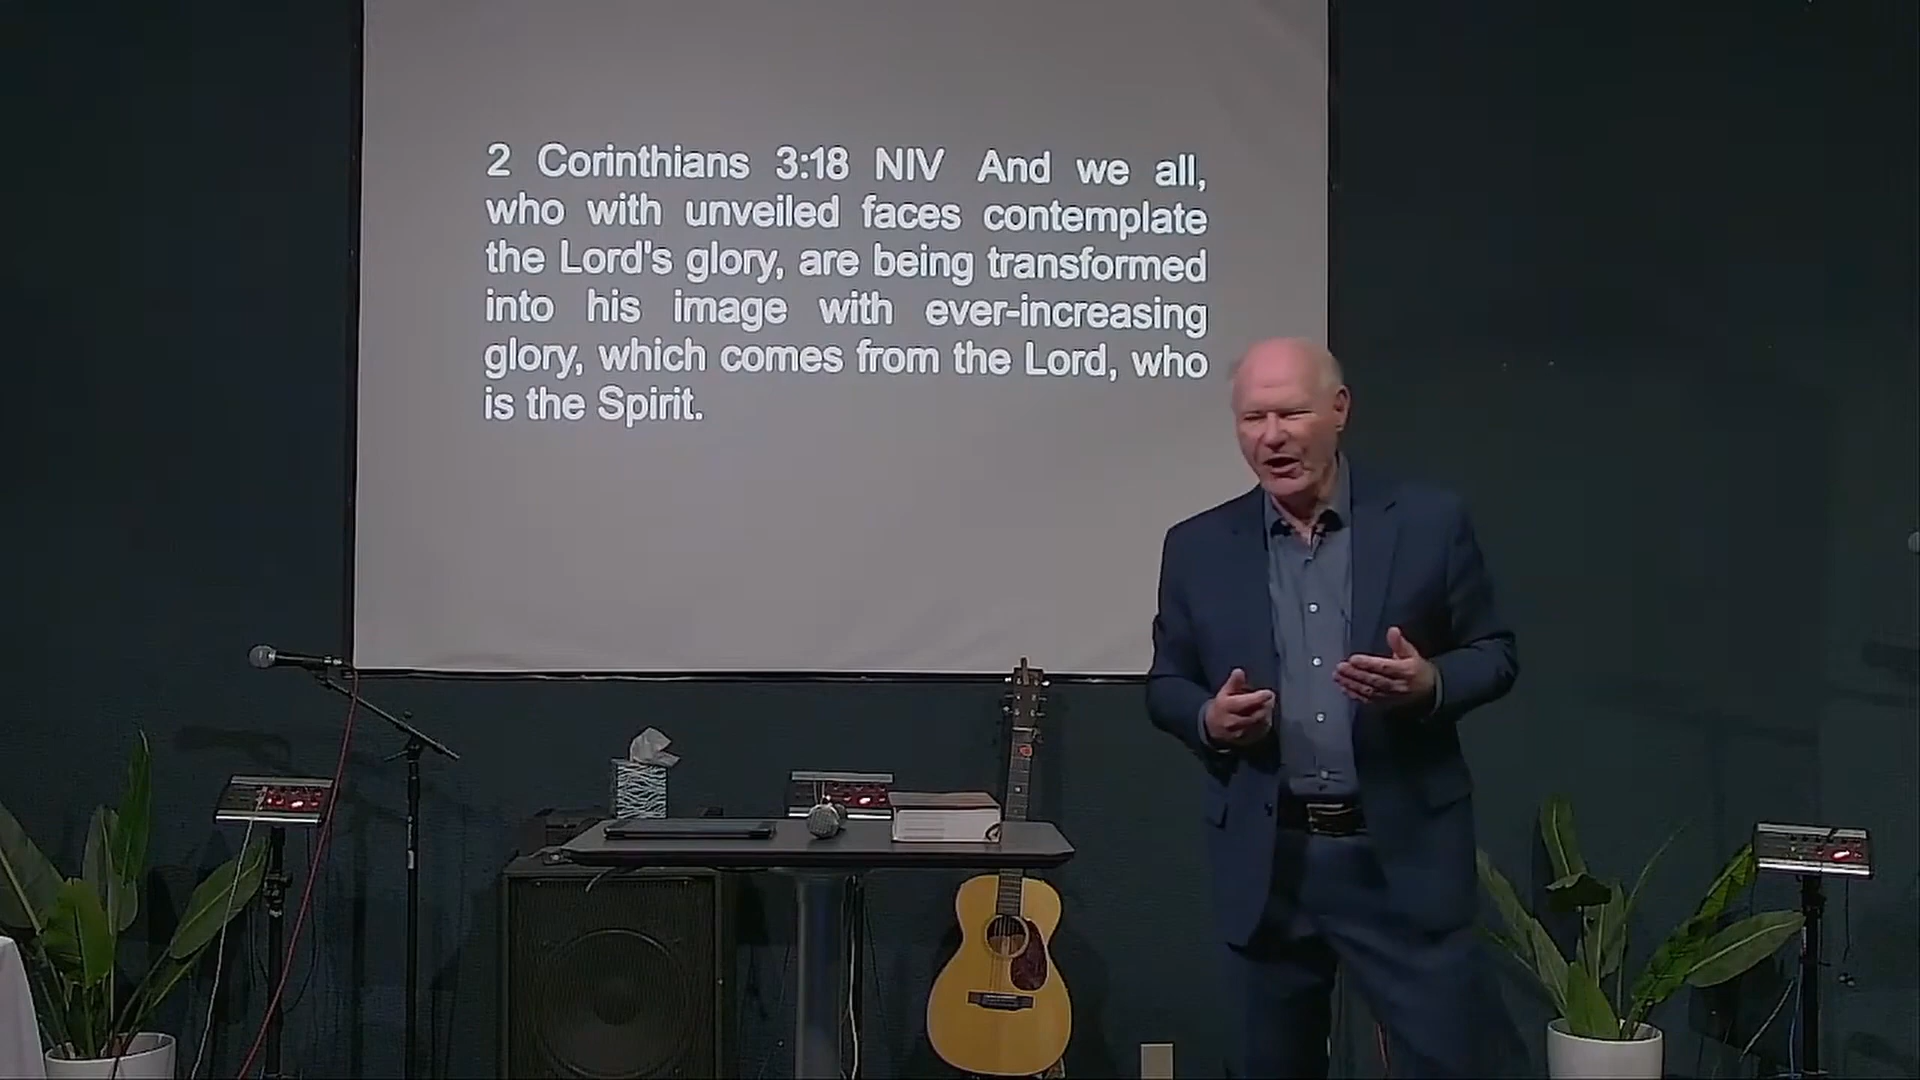 2 Corinthians 3:18 NIV And we all,
who with unveiled faces contemplate
the Lord's glory, are being transformed
into his image with ever-increasing
glory, which comes from the Lord, who
is the Spirit.